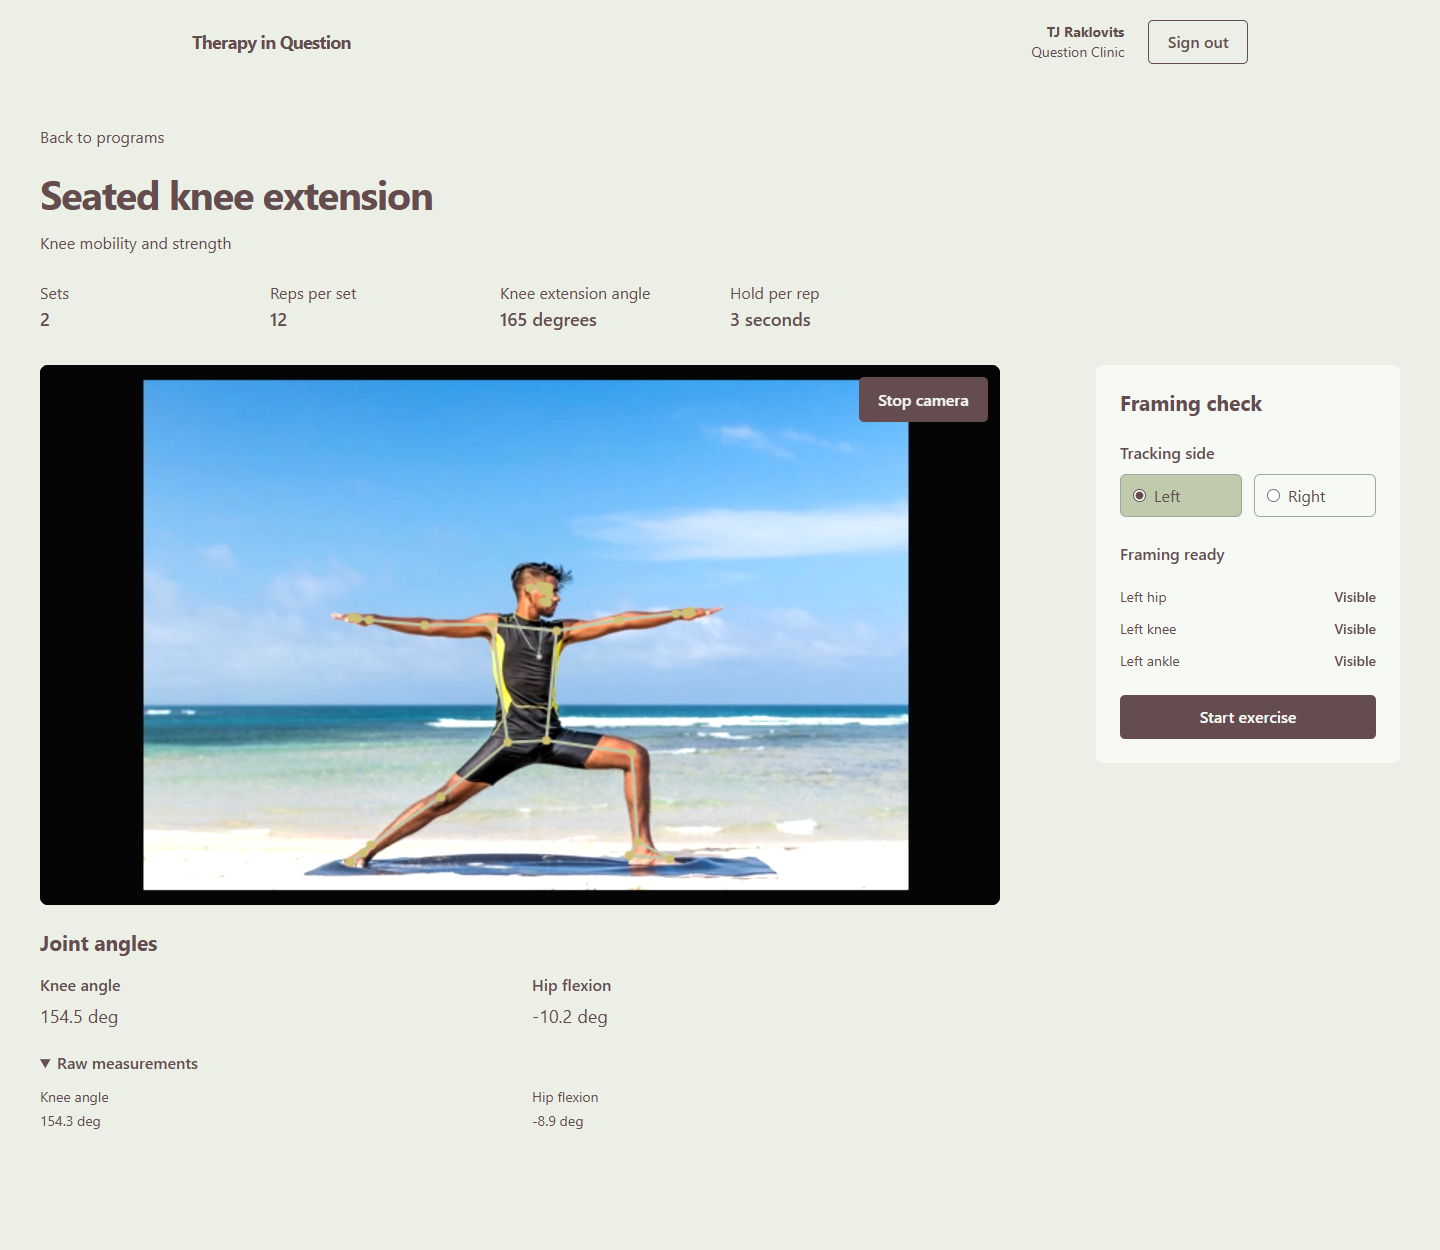 Therapy in Question
TJ Raklovits
Question Clinic
Sign out
Back to programs
Seated knee extension
Knee mobility and strength
Sets
2
Reps per set
12
Knee extension angle
165 degrees
Hold per rep
3 seconds
Stop camera
Framing check
Tracking side
Left
Right
Framing ready
Left hip Visible
Left knee Visible
Left ankle Visible
Start exercise
Joint angles
Knee angle
154.5 deg
Hip flexion
-10.2 deg
Raw measurements
Knee angle
154.3 deg
Hip flexion
-8.9 deg